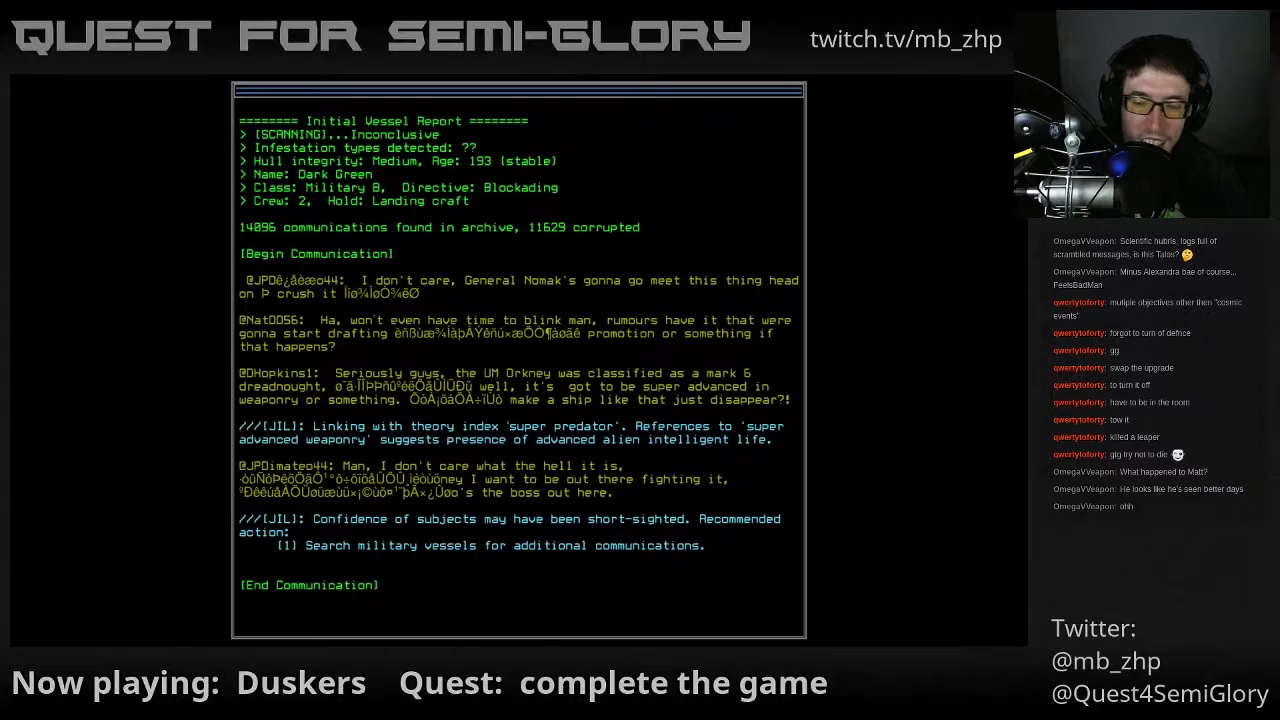 QUEST FOR SEMI-GLORY
twitch.tv/mb_zhp
======== Initial Vessel Report ========
> [SCANNING]...Inconclusive
> Infestation types detected: ??
> Hull integrity: Medium, Age: 193 (stable)
> Name: Dark Green
> Class: Military B, Directive: Blockading
> Crew: 2, Hold: Landing craft
14096 communications found in archive, 11629 corrupted
[Begin Communication]
I don't care, General Nomak's gonna go meet this thing head
on Þ crush it
@NatDD56: Ha, won't even have time to blink man, rumours have it that were
gonna start drafting promotion or something if
that happens?
@DHopkins1: Seriously guys, the UM Orkney was classified as a mark 6
dreadnought, well, it's got to be super advanced in
weaponry or something. make a ship like that just disappear?!
///[JIL]: Linking with theory index 'super predator'. References to 'super
advanced weaponry' suggests presence of advanced alien intelligent life.
@JPDimateo44: Man, I don't care what the hell it is,
I want to be out there fighting it,
the boss out here.
///[JIL]: Confidence of subjects may have been short-sighted. Recommended
action:
[1] Search military vessels for additional communications.
[End Communication]
OmegaVVeapon: Scientific hubris, logs full of
scrambled messages, is this Talos?
OmegaVVeapon: Minus Alexandra bae of course...
FeelsBadMan
qwertytoforty: mutiple objectives other then "cosmic
events"
qwertytoforty: forgot to turn of defrice
qwertytoforty: gg
qwertytoforty: swap the upgrade
qwertytoforty: to turn it off
qwertytoforty: have to be in the room
qwertytoforty: tow it
qwertytoforty: killed a leaper
qwertytoforty: gtg try not to die
OmegaVVeapon: What happened to Matt?
OmegaVVeapon: He looks like he's seen better days
OmegaVVeapon: ohh
Twitter:
@mb_zhp
@Quest4SemiGlory
Now playing: Duskers Quest: complete the game